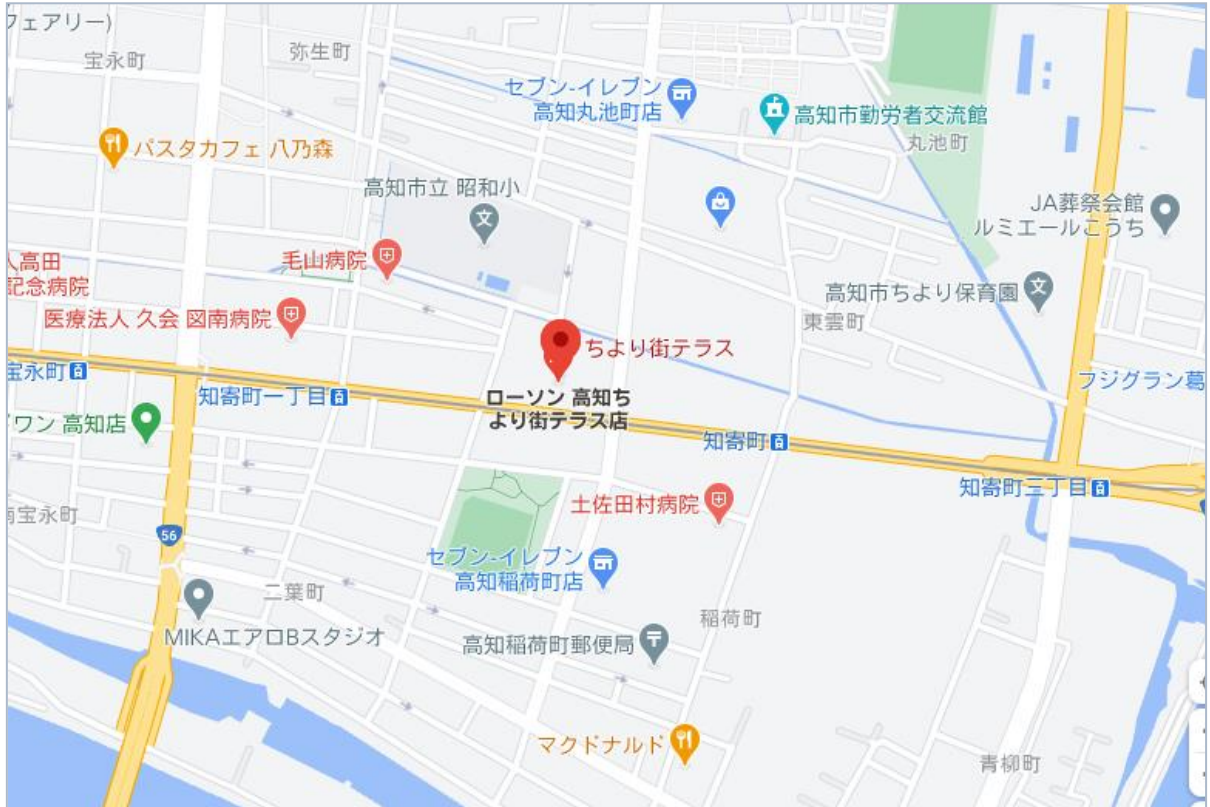 フェアリー)
宝永町
弥生町
セブン-イレブン
高知丸池町店
高知市勤労者交流館
丸池町
パスタカフェ 八乃森
高知市立 昭和小
JA葬祭会館
ルミエールこうち
人高田
記念病院
毛山病院
医療法人 久会 図南病院
高知市ちより保育園
東雲町
ちより街テラス
宝永町
知寄町一丁目
ローソン 高知ち
より街テラス店
フジグラン葛
ワン 高知店
知寄町
知寄町三丁目
南宝永町
土佐田村病院
56
セブン-イレブン
高知稲荷町店
二葉町
稲荷町
MIKAエアロBスタジオ
高知稲荷町郵便局
マクドナルド
青柳町